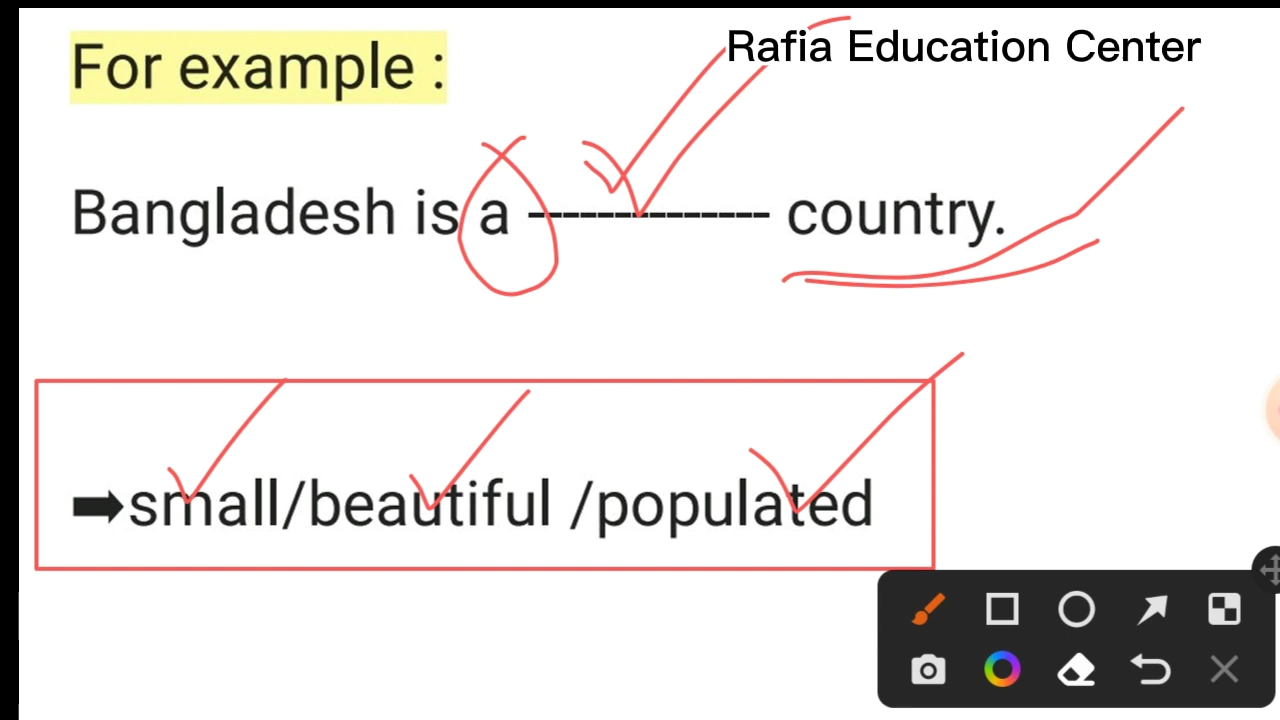 Rafia Education Center
For example :
Bangladesh is a -------------- country.
➡small/beautiful /populated